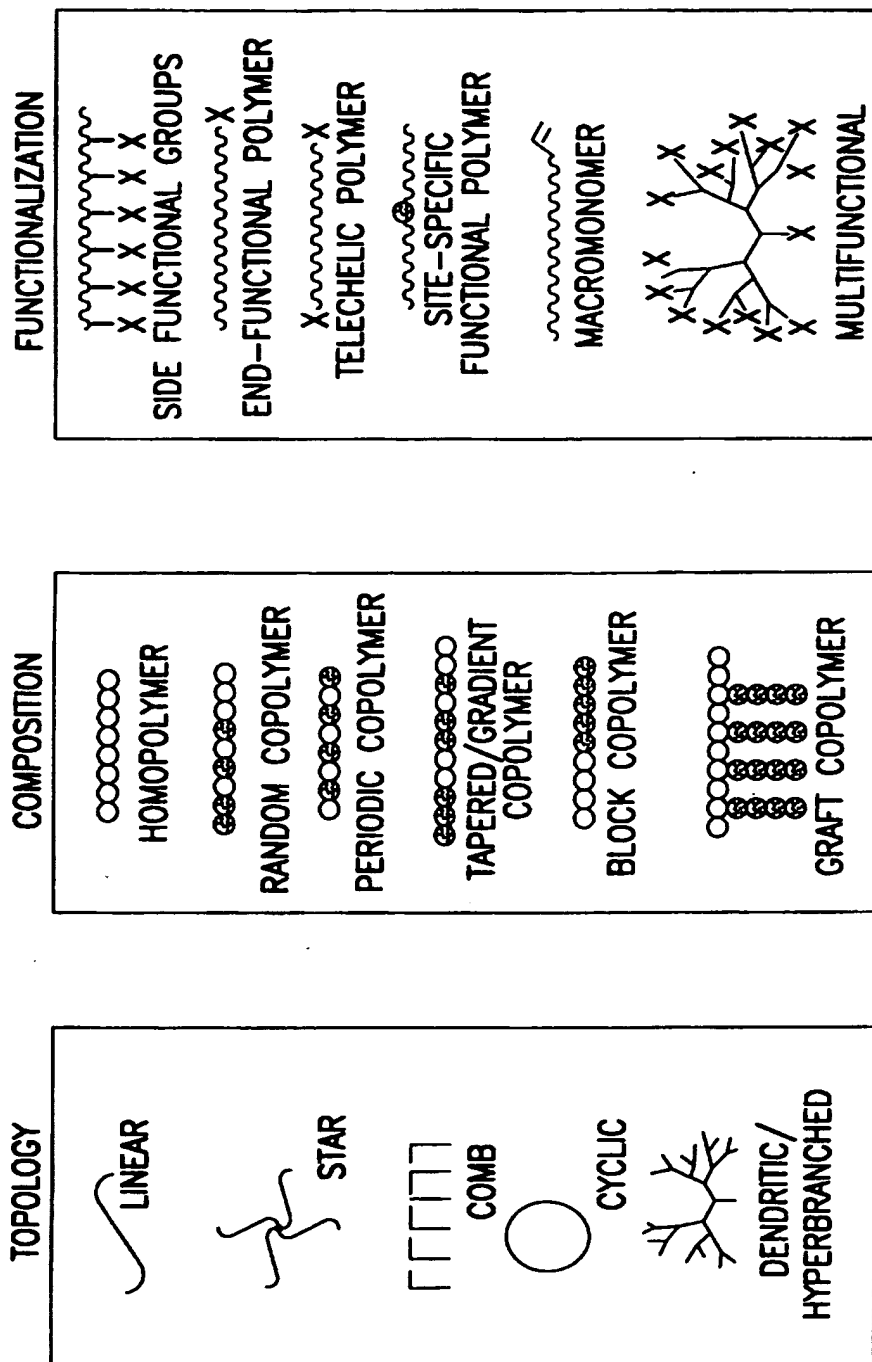 TOPOLOGY
LINEAR
STAR
COMB
CYCLIC
DENDRITIC/
HYPERBRANCHED
COMPOSITION
HOMOPOLYMER
RANDOM COPOLYMER
PERIODIC COPOLYMER
TAPERED/GRADIENT
COPOLYMER
BLOCK COPOLYMER
GRAFT COPOLYMER
FUNCTIONALIZATION
X X X X X X
SIDE FUNCTIONAL GROUPS
X
END-FUNCTIONAL POLYMER
X X
TELECHELIC POLYMER
SITE-SPECIFIC
FUNCTIONAL POLYMER
MACROMONOMER
X X X X X X X X X X X X X X X X
MULTIFUNCTIONAL